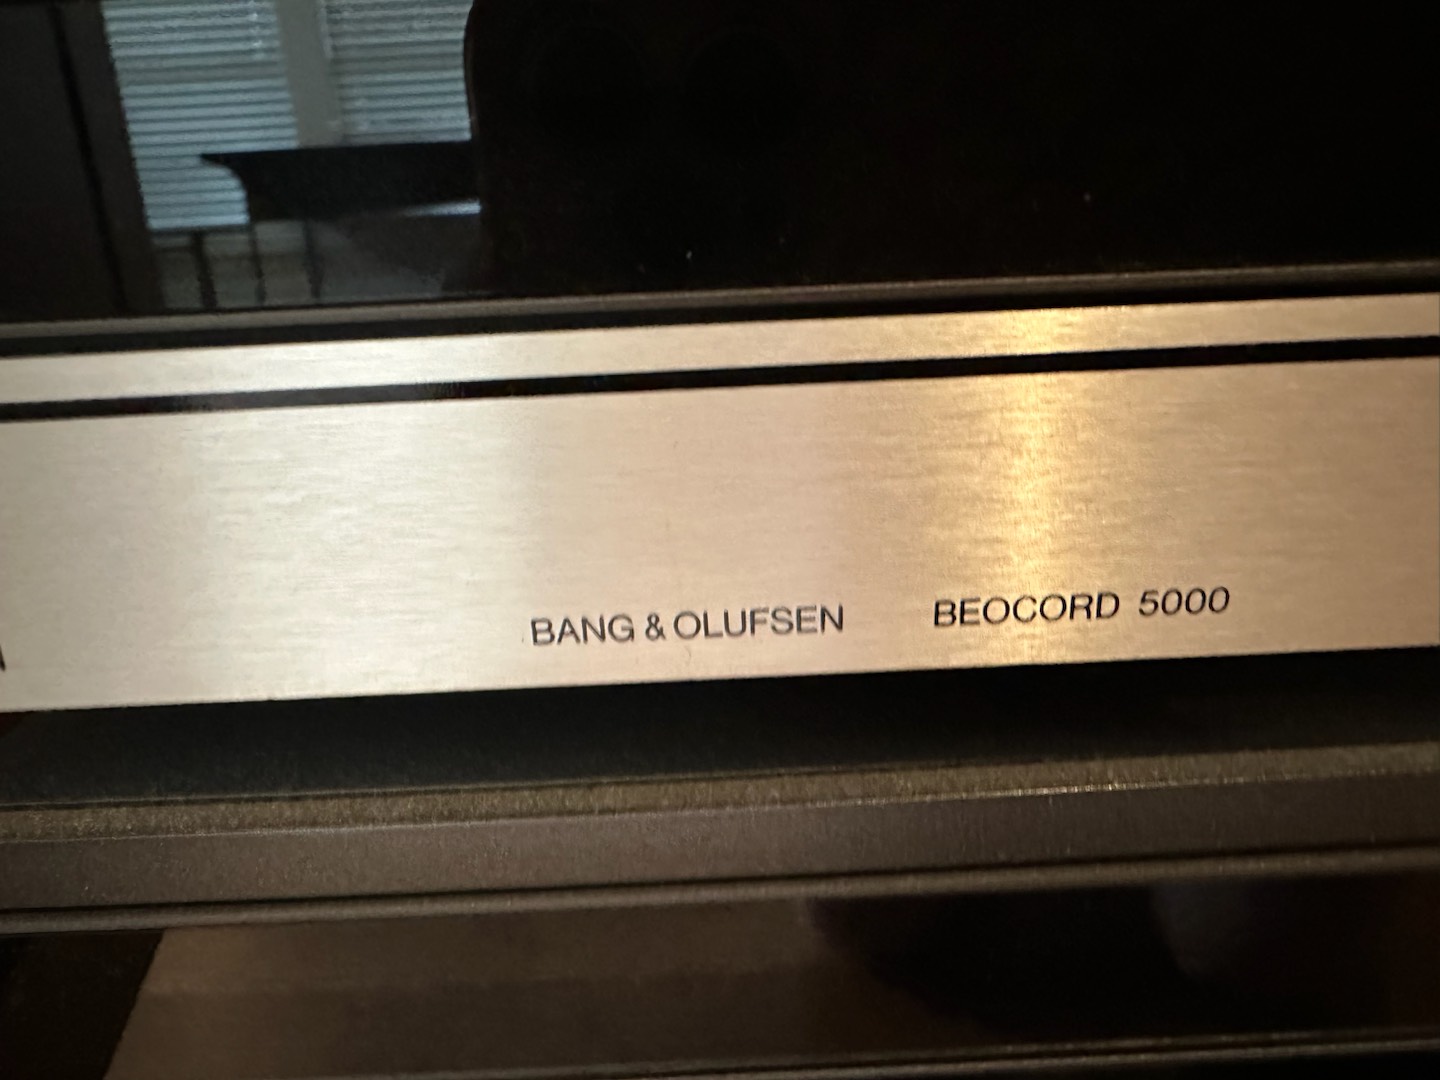 BANG & OLUFSEN BEOCORD 5000